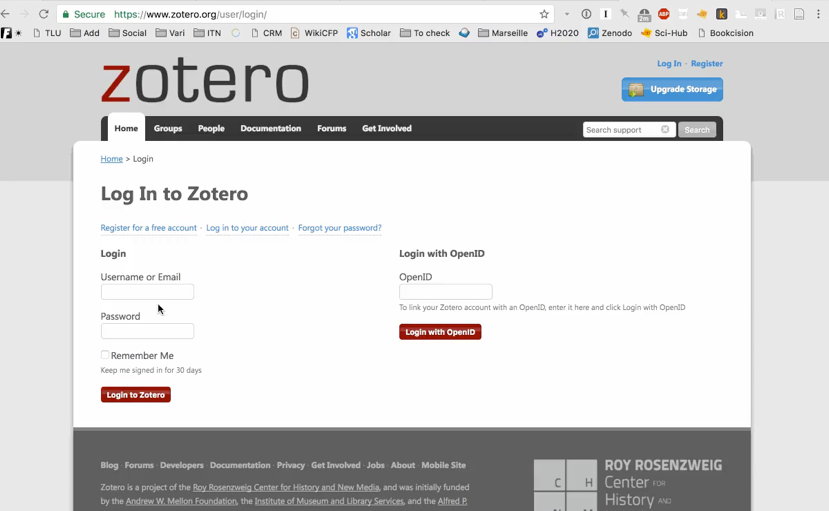 Secure https://www.zotero.org/user/login/
2m ABP
TLU Add Social Vari ITN CRM WikiCFP Scholar To check Marseille H2020 Zenodo Sci-Hub Bookcision
zotero
Log In · Register
Upgrade Storage
Home Groups People Documentation Forums Get Involved
Search support Search
Home > Login
Log In to Zotero
Register for a free account · Log in to your account · Forgot your password?
Login
Username or Email
Password
Remember Me
Keep me signed in for 30 days
Login to Zotero
Login with OpenID
OpenID
To link your Zotero account with an OpenID, enter it here and click Login with OpenID
Login with OpenID
Blog Forums Developers Documentation Privacy Get Involved Jobs About Mobile Site
Zotero is a project of the Roy Rosenzweig Center for History and New Media, and was initially funded
by the Andrew W. Mellon Foundation, the Institute of Museum and Library Services, and the Alfred P.
C H
ROY ROSENZWEIG
Center FOR
History AND